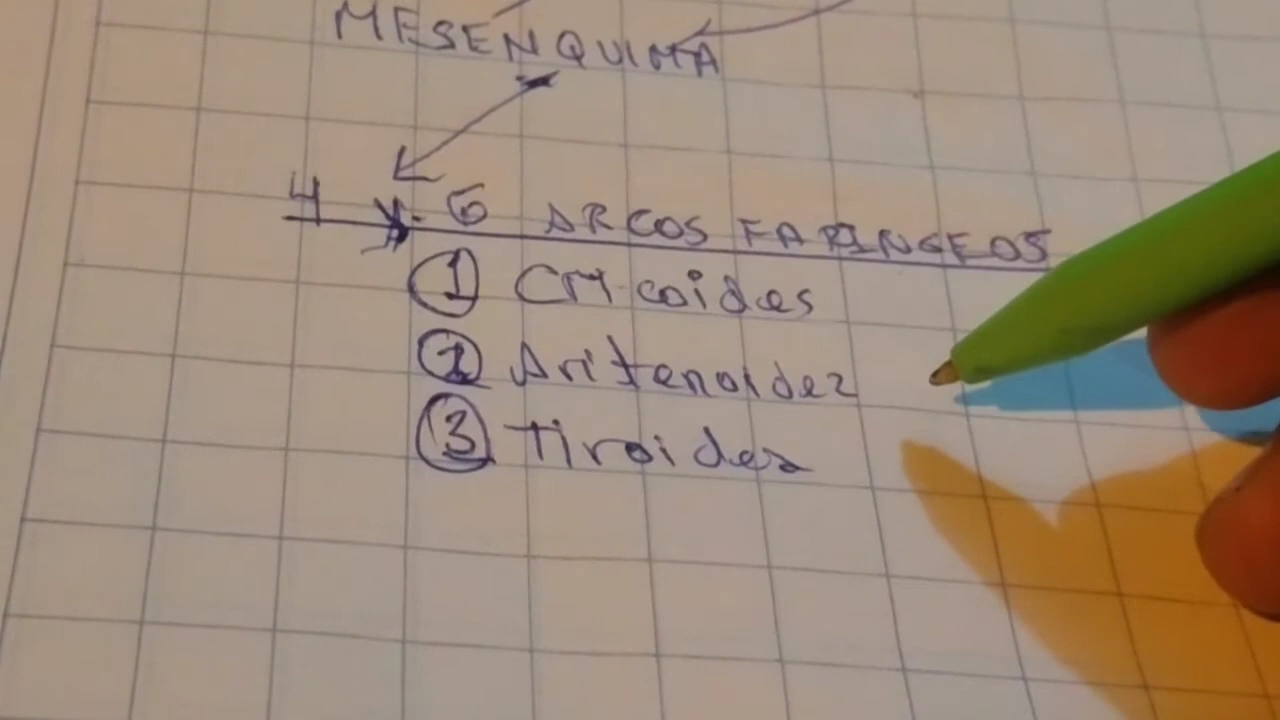 MESENQUIMA
4 y 6 ARCOS FARINGEOS
① Cricoides
② Aritenoides
③ Tiroides